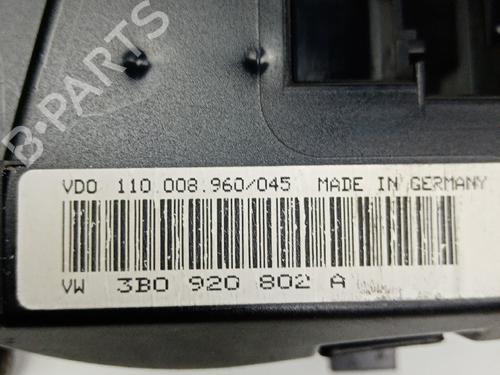 B-PARTS
VDO 110.008.960/045 MADE IN GERMANY
VW 3B0 920 802 A